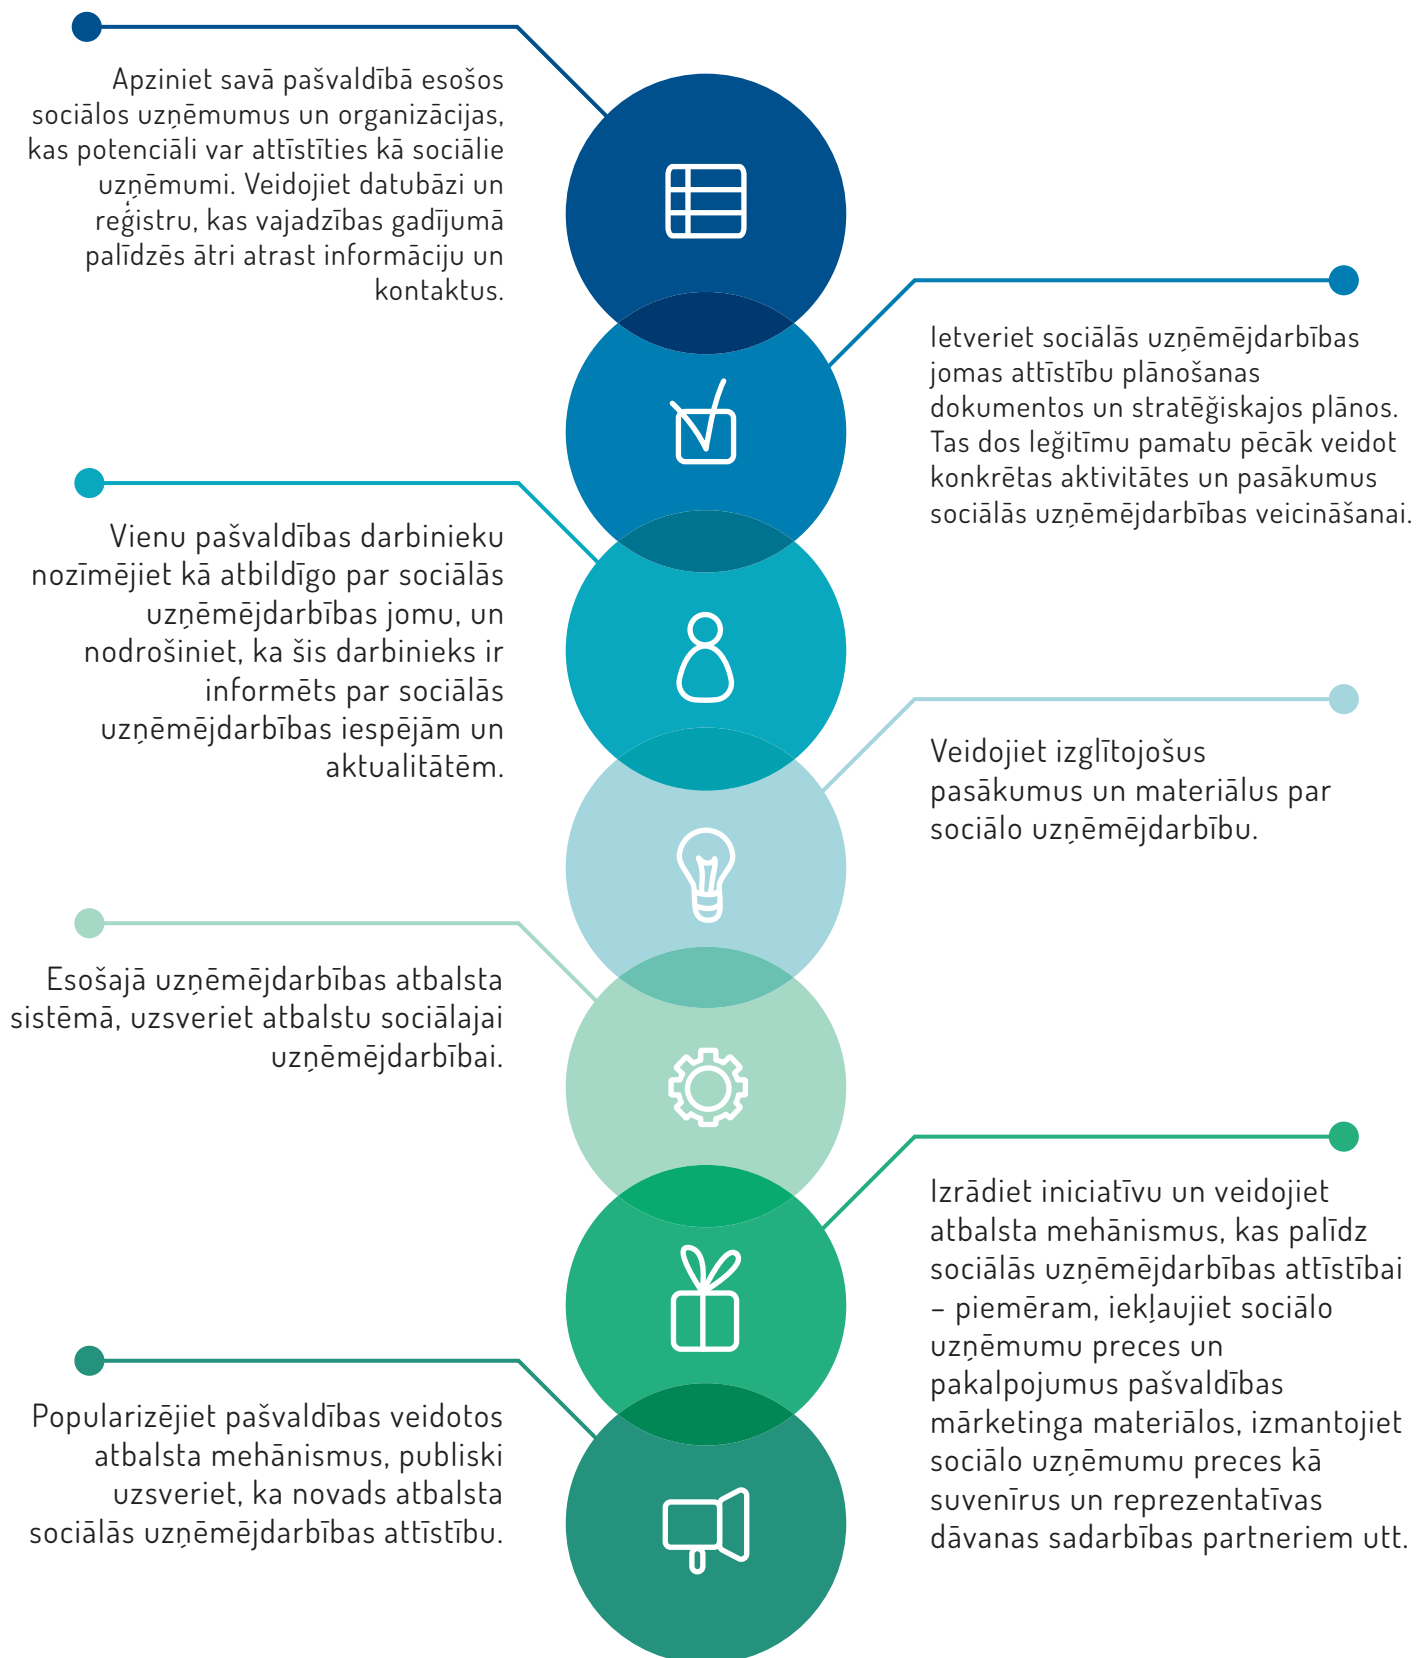 Apziniet savā pašvaldībā esošos
sociālos uzņēmumus un organizācijas,
kas potenciāli var attīstīties kā sociālie
uzņēmumi. Veidojiet datubāzi un
reģistru, kas vajadzības gadījumā
palīdzēs ātri atrast informāciju un
kontaktus.
Ietveriet sociālās uzņēmējdarbības
jomas attīstību plānošanas
dokumentos un stratēģiskajos plānos.
Tas dos leģitīmu pamatu pēcāk veidot
konkrētas aktivitātes un pasākumus
sociālās uzņēmējdarbības veicināšanai.
Vienu pašvaldības darbinieku
nozīmējiet kā atbildīgo par sociālās
uzņēmējdarbības jomu, un
nodrošiniet, ka šis darbinieks ir
informēts par sociālās
uzņēmējdarbības iespējām un
aktualitātēm.
Veidojiet izglītojošus
pasākumus un materiālus par
sociālo uzņēmējdarbību.
Esošajā uzņēmējdarbības atbalsta
sistēmā, uzsveriet atbalstu sociālajai
uzņēmējdarbībai.
Izrādiet iniciatīvu un veidojiet
atbalsta mehānismus, kas palīdz
sociālās uzņēmējdarbības attīstībai
– piemēram, iekļaujiet sociālo
uzņēmumu preces un
pakalpojumus pašvaldības
mārketinga materiālos, izmantojiet
sociālo uzņēmumu preces kā
suvenīrus un reprezentatīvas
dāvanas sadarbības partneriem utt.
Popularizējiet pašvaldības veidotos
atbalsta mehānismus, publiski
uzsveriet, ka novads atbalsta
sociālās uzņēmējdarbības attīstību.